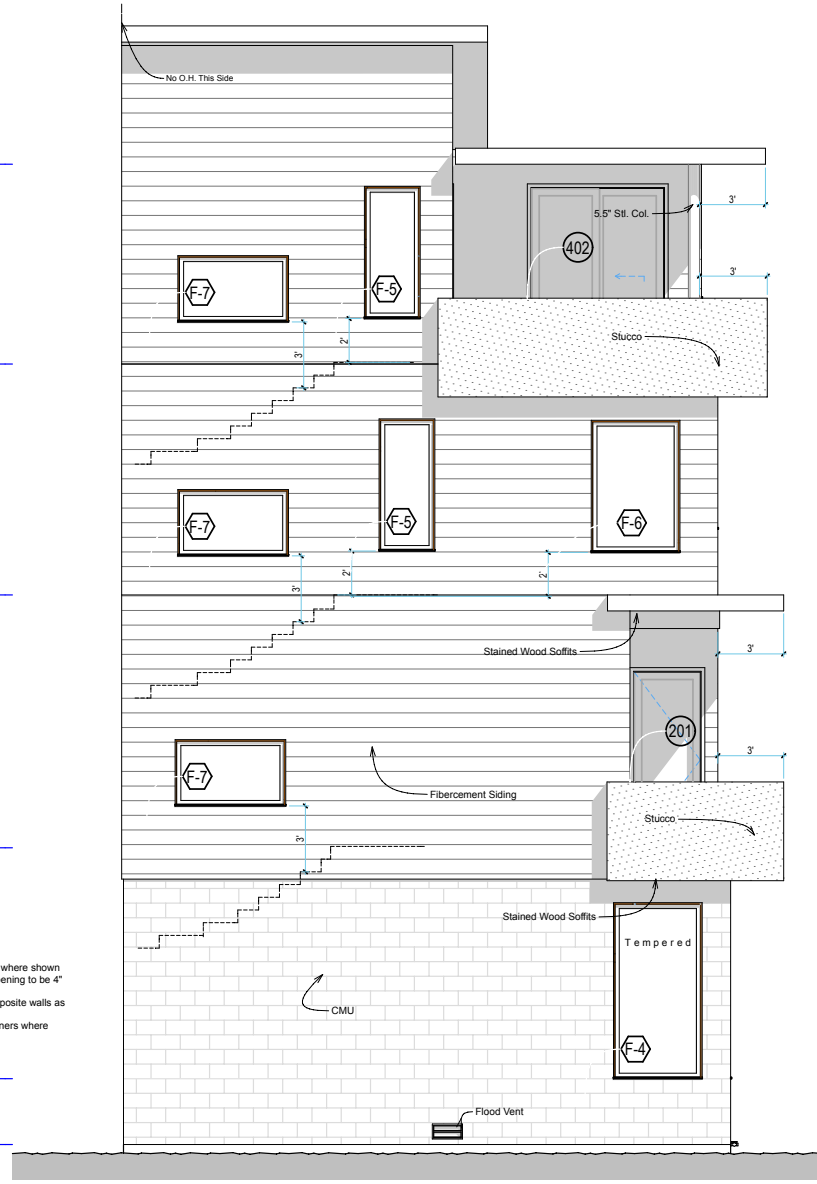 No O.H. This Side
3'
5.5" Stl. Col.
402
3'
F-7
F-5
Stucco
3'
2'
F-7
F-5
F-6
3'
2'
2'
Stained Wood Soffits
3'
201
3'
F-7
Fibercement Siding
Stucco
3'
Stained Wood Soffits
Tempered
where shown
ening to be 4"
posite walls as
ners where
CMU
F-4
Flood Vent